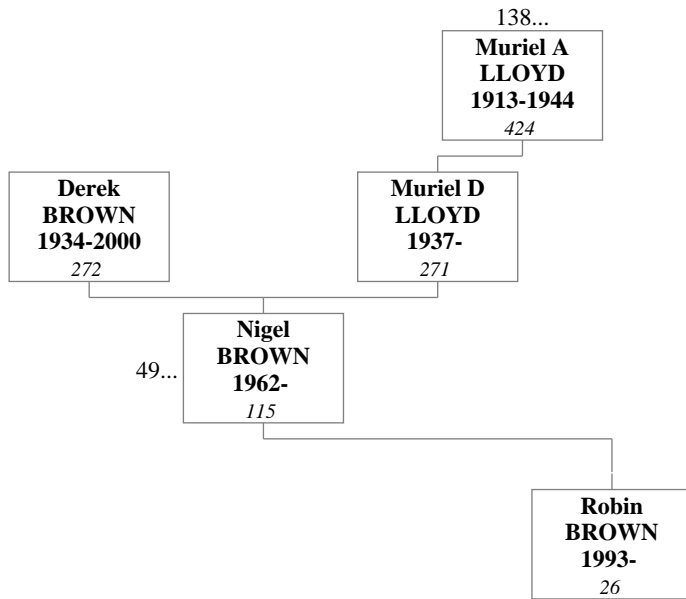 138...
Muriel A
LLOYD
1913-1944
424
Derek
BROWN
1934-2000
272
Muriel D
LLOYD
1937-
271
49...
Nigel
BROWN
1962-
115
Robin
BROWN
1993-
26